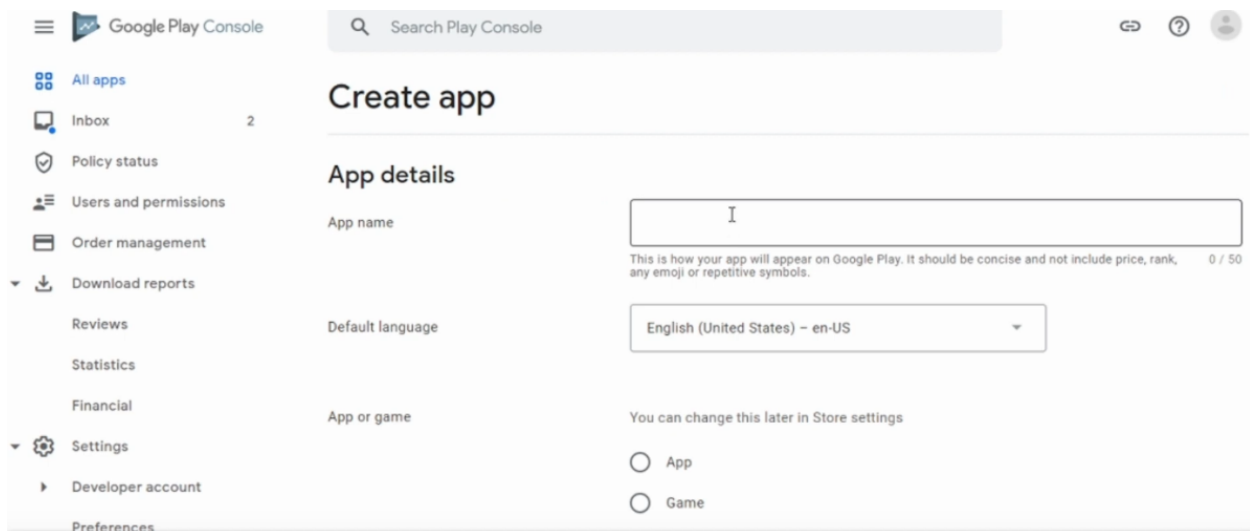 Google Play Console
Search Play Console
All apps
Inbox 2
Policy status
Users and permissions
Order management
Download reports
Reviews
Statistics
Financial
Settings
Developer account
Preferences
Create app
App details
App name
This is how your app will appear on Google Play. It should be concise and not include price, rank, 0 / 50
any emoji or repetitive symbols.
Default language
English (United States) – en-US
App or game
You can change this later in Store settings
App
Game